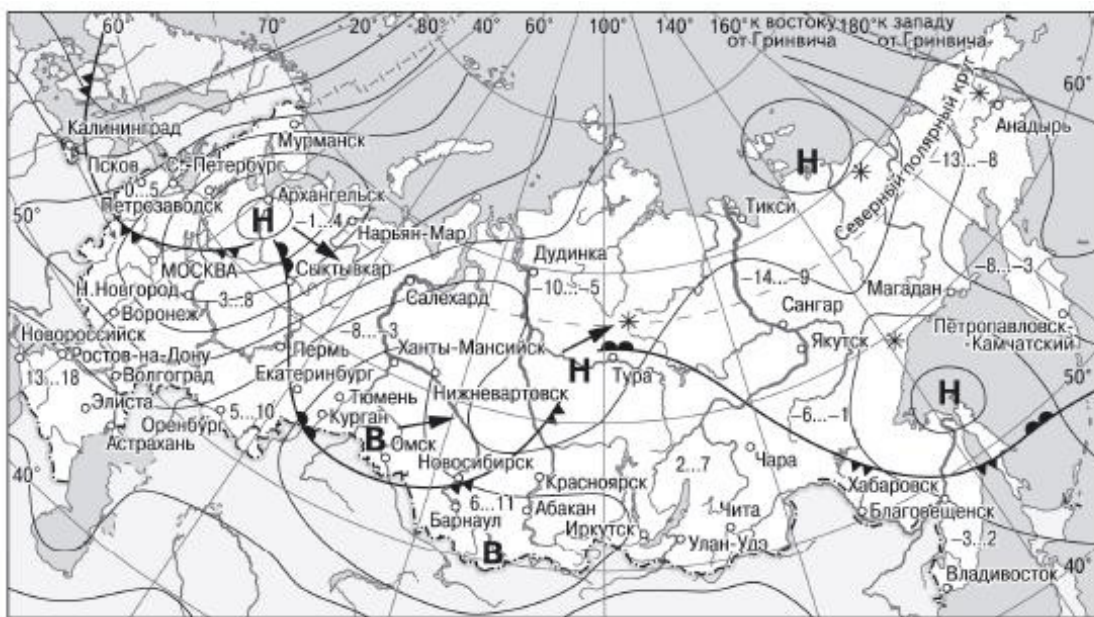 60° 70° 20° 80° 40° 60° 100° 140° 160° к востоку 180° к западу
от Гринвича от Гринвича
60°
Калининград
Мурманск
Анадырь
Псков
С.-Петербург
–13...–8
Северный полярный круг
Н
0...5
Архангельск
Петрозаводск
Н
–1...4
Тикси
50°
Нарьян-Мар
МОСКВА
Сыктывкар
Дудинка
–14...–9
–8...–3
Н.Новгород
3...8
Салехард
–10...–5
Сангар
Магадан
Воронеж
Новороссийск
–8...–3
Петропавловск-
Камчатский
Ростов-на-Дону
Пермь
Ханты-Мансийск
Якутск
Волгоград
Екатеринбург
Н
Тура
50°
13...18
Тюмень
Нижневартовск
Н
Элиста
5...10
Курган
–6...–1
Оренбург
В
Омск
Астрахань
Новосибирск
Красноярск
2...7
Чара
40°
Хабаровск
6...11
Барнаул
Абакан
Чита
Благовещенск
Иркутск
Улан-Удэ
–3...2
В
40°
Владивосток